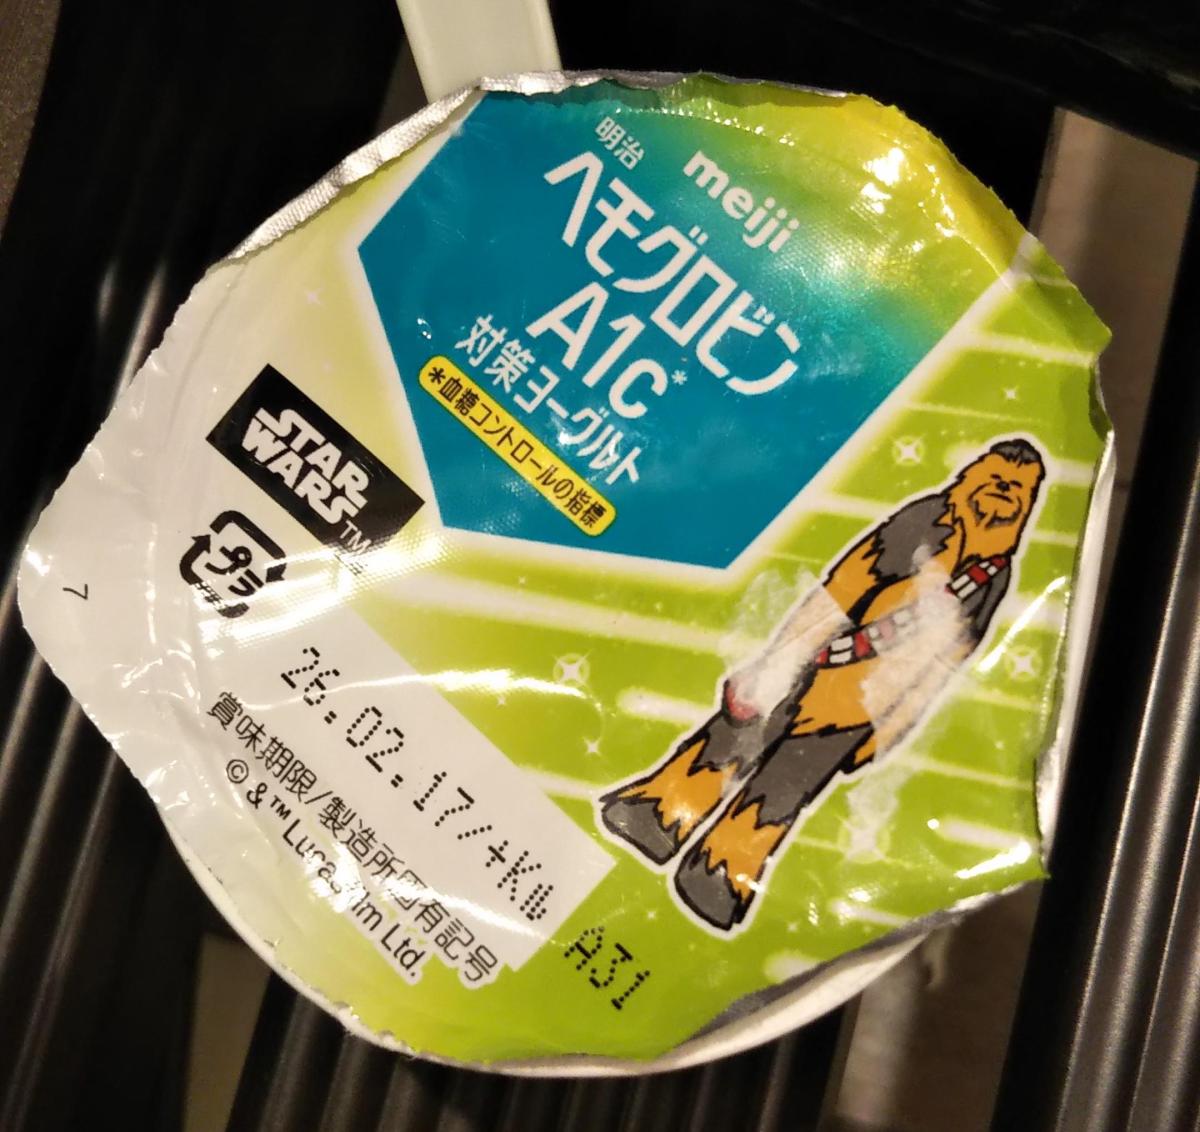 明治
meiji
ヘモグロビン
A1c*
対策ヨーグルト
*血糖コントロールの指標
STAR
WARS
TM
プラ
26.02.17/+K
A31
賞味期限/製造所固有記号
© & ™ Lucasfilm Ltd.
7